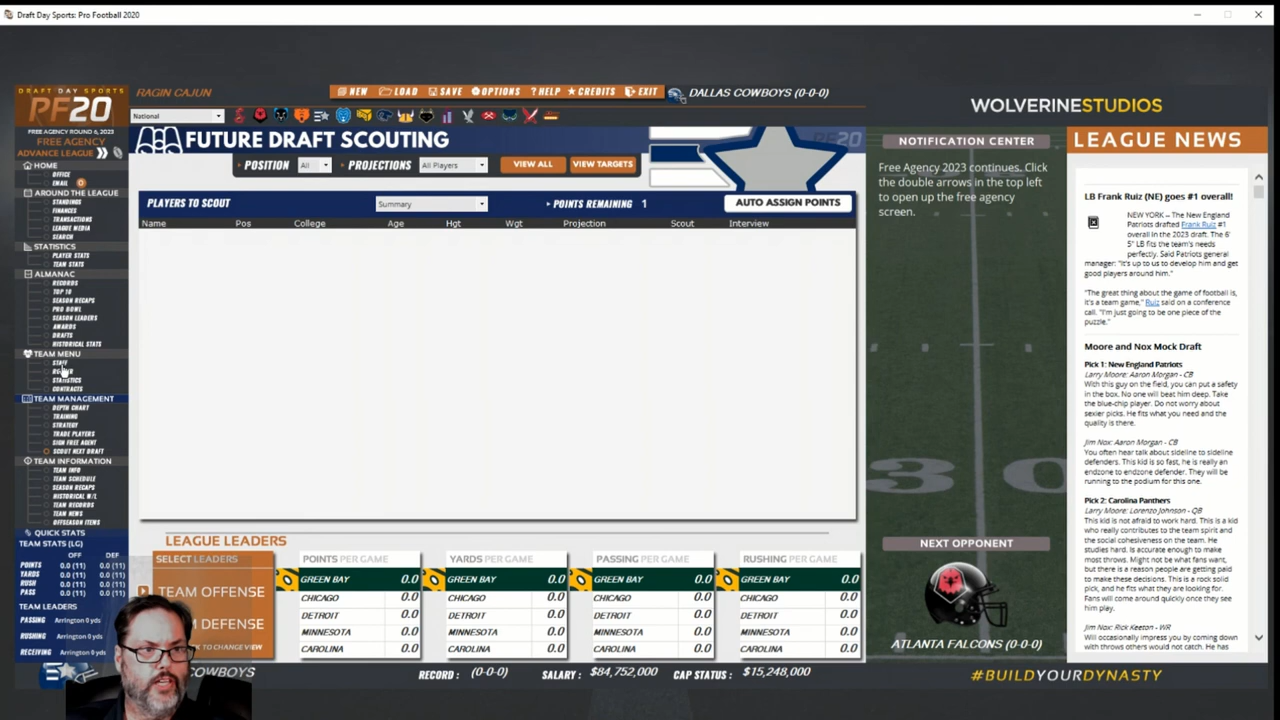 Draft Day Sports: Pro Football 2020
DRAFT DAY SPORTS
PF20
RAGIN CAJUN
NEW LOAD SAVE OPTIONS ? HELP CREDITS EXIT
DALLAS COWBOYS (0-0-0)
WOLVERINESTUDIOS
National
FREE AGENCY ROUND 6, 2023
FREE AGENCY
ADVANCE LEAGUE
HOME
OFFICE
EMAIL
AROUND THE LEAGUE
STANDINGS
FINANCES
TRANSACTIONS
LEAGUE MEDIA
SEARCH
STATISTICS
PLAYER STATS
TEAM STATS
ALMANAC
RECORDS
TOP 10
SEASON RECAPS
PRO BOWL
SEASON LEADERS
AWARDS
DRAFTS
HISTORICAL STATS
TEAM MENU
STAFF
STATISTICS
CONTRACTS
TEAM MANAGEMENT
DEPTH CHART
TRAINING
STRATEGY
TRADE PLAYERS
SIGN FREE AGENT
SCOUT NEXT DRAFT
TEAM INFORMATION
TEAM INFO
TEAM SCHEDULE
SEASON RECAPS
HISTORICAL W/L
TEAM RECORDS
TEAM NEWS
OFFSEASON ITEMS
QUICK STATS
TEAM STATS (LG)
OFF DEF
POINTS 0.0 (11) 0.0 (11)
YARDS 0.0 (11) 0.0 (11)
RUSH 0.0 (11) 0.0 (11)
PASS 0.0 (11) 0.0 (11)
TEAM LEADERS
PASSING Arrington 0 yds
RUSHING Arrington 0 yds
RECEIVING Arrington 0 yds
FUTURE DRAFT SCOUTING
POSITION All PROJECTIONS All Players VIEW ALL VIEW TARGETS
PLAYERS TO SCOUT Summary POINTS REMAINING 1 AUTO ASSIGN POINTS
Name Pos College Age Hgt Wgt Projection Scout Interview
LEAGUE LEADERS
SELECT LEADERS
TEAM OFFENSE
M DEFENSE
K TO CHANGE VIEW
POINTS PER GAME
GREEN BAY 0.0
CHICAGO 0.0
DETROIT 0.0
MINNESOTA 0.0
CAROLINA 0.0
YARDS PER GAME
GREEN BAY 0.0
CHICAGO 0.0
DETROIT 0.0
MINNESOTA 0.0
CAROLINA 0.0
PASSING PER GAME
GREEN BAY 0.0
CHICAGO 0.0
DETROIT 0.0
MINNESOTA 0.0
CAROLINA 0.0
RUSHING PER GAME
GREEN BAY 0.0
CHICAGO 0.0
DETROIT 0.0
MINNESOTA 0.0
CAROLINA 0.0
COWBOYS
RECORD : (0-0-0) SALARY: $84,752,000 CAP STATUS : $15,248,000
NOTIFICATION CENTER
Free Agency 2023 continues. Click
the double arrows in the top left
to open up the free agency
screen.
3 0
NEXT OPPONENT
ATLANTA FALCONS (0-0-0)
LEAGUE NEWS
LB Frank Ruiz (NE) goes #1 overall!
NEW YORK -- The New England
Patriots drafted Frank Ruiz #1
overall in the 2023 draft. The 6'
5" LB fits the team's needs
perfectly. Said Patriots general
manager: "It's up to us to develop him and get
good players around him."
"The great thing about the game of football is,
it's a team game," Ruiz said on a conference
call. "I'm just going to be one piece of the
puzzle."
Moore and Nox Mock Draft
Pick 1: New England Patriots
Larry Moore: Aaron Morgan - CB
With this guy on the field, you can put a safety
in the box. No one will beat him deep. Take
the blue-chip player. Do not worry about
sexier picks. He fits what you need and the
quality is there.
Jim Nox: Aaron Morgan - CB
You often hear talk about sideline to sideline
defenders. This kid is so fast, he is really an
endzone to endzone defender. They will be
running to the podium for this one.
Pick 2: Carolina Panthers
Larry Moore: Lorenzo Johnson - QB
This kid is not afraid to work hard. This is a kid
who really contributes to the team spirit and
the social cohesiveness on the team. He
studies hard. Is accurate enough to make
most throws. Might not be what fans want,
but there is a reason people are getting paid
to make these decisions. This is a rock solid
pick, and he fits what they are looking for.
Fans will come around quickly once they see
him play.
Jim Nox: Rick Keeton - WR
Will occasionally impress you by coming down
with throws others would not catch. He has
#BUILDYOURDYNASTY